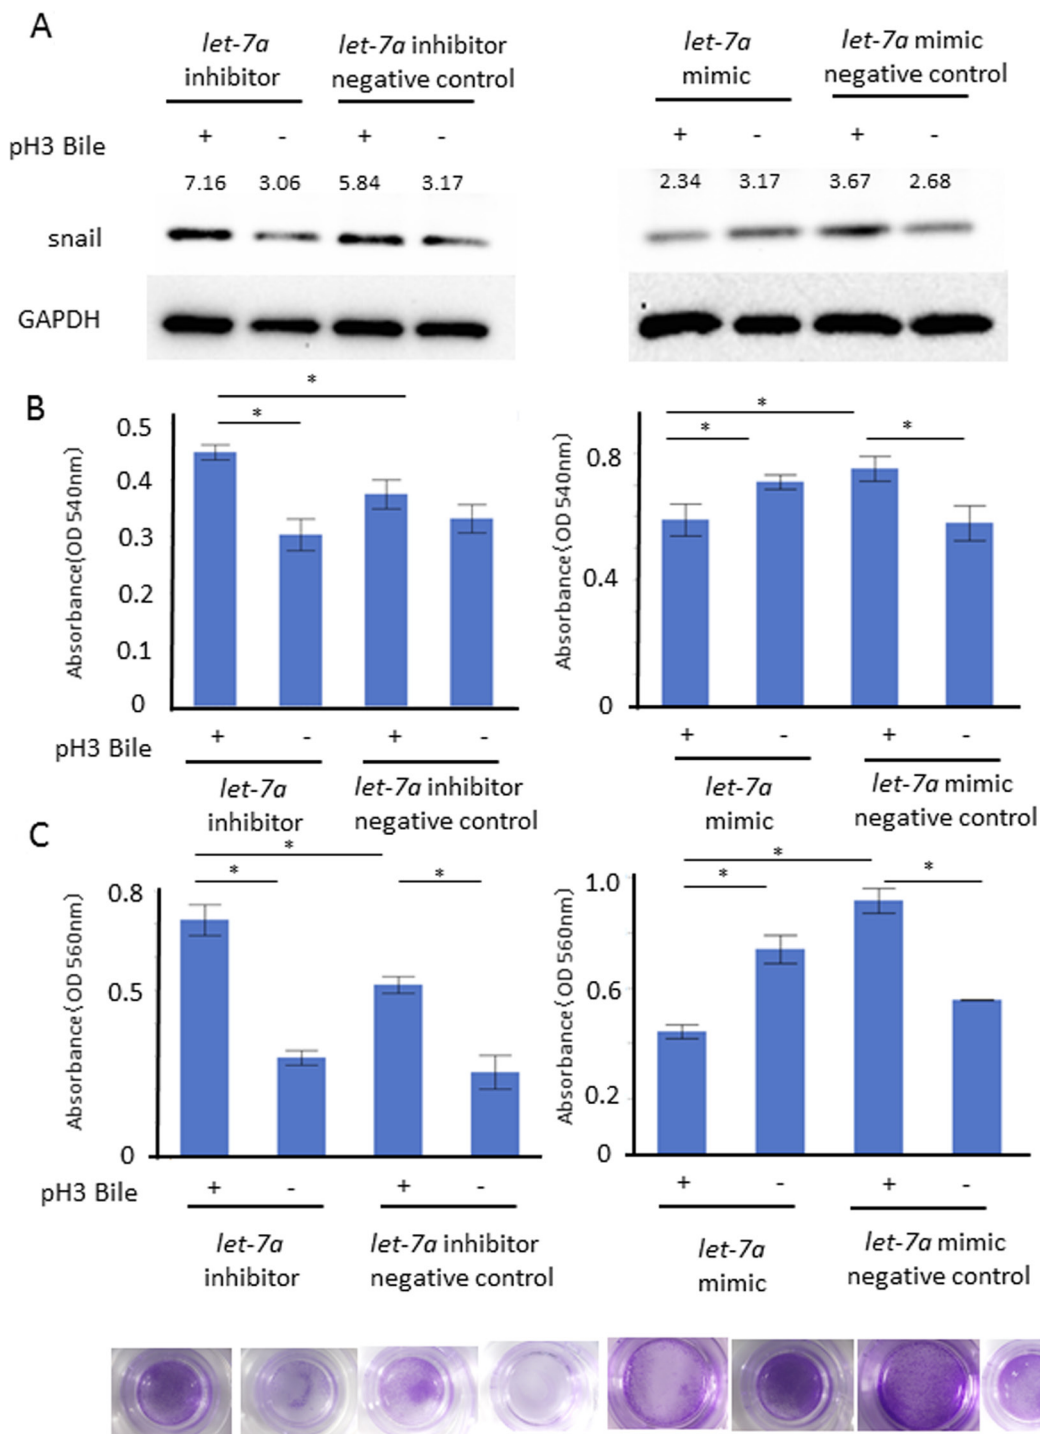 A
let-7a
inhibitor
let-7a inhibitor
negative control
let-7a
mimic
let-7a mimic
negative control
pH3 Bile
+ - + -
+ - + -
7.16 3.06 5.84 3.17
2.34 3.17 3.67 2.68
snail
GAPDH
B
*
*
0.5
0.4
0.3
0.2
0.1
0
Absorbance(OD 540nm)
*
*
*
0.8
0.4
0
Absorbance(OD 540nm)
pH3 Bile
+ - + -
+ - + -
let-7a
inhibitor
let-7a inhibitor
negative control
let-7a
mimic
let-7a mimic
negative control
C
*
*
*
0.8
0.5
0
Absorbance(OD 560nm)
*
*
*
1.0
0.6
0.2
0
Absorbance(OD 560nm)
pH3 Bile
+ - + -
+ - + -
let-7a
inhibitor
let-7a inhibitor
negative control
let-7a
mimic
let-7a mimic
negative control